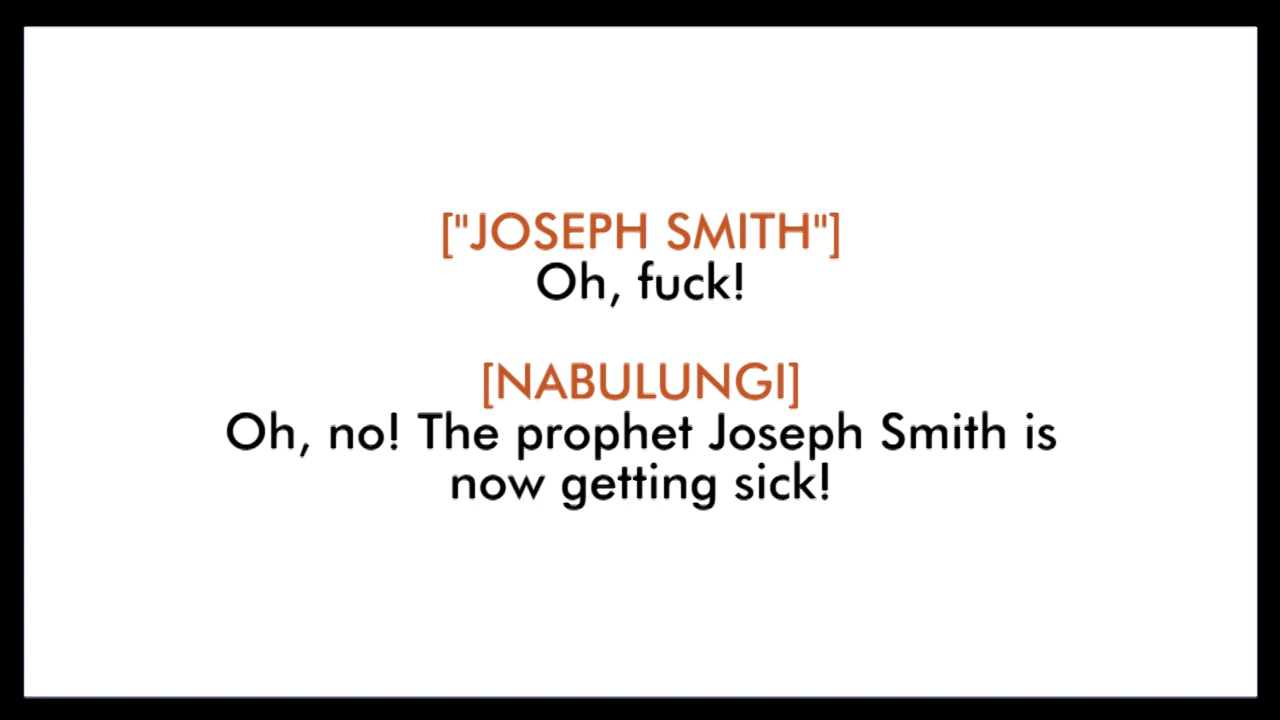 ["JOSEPH SMITH"]
Oh, fuck!
[NABULUNGI]
Oh, no! The prophet Joseph Smith is
now getting sick!